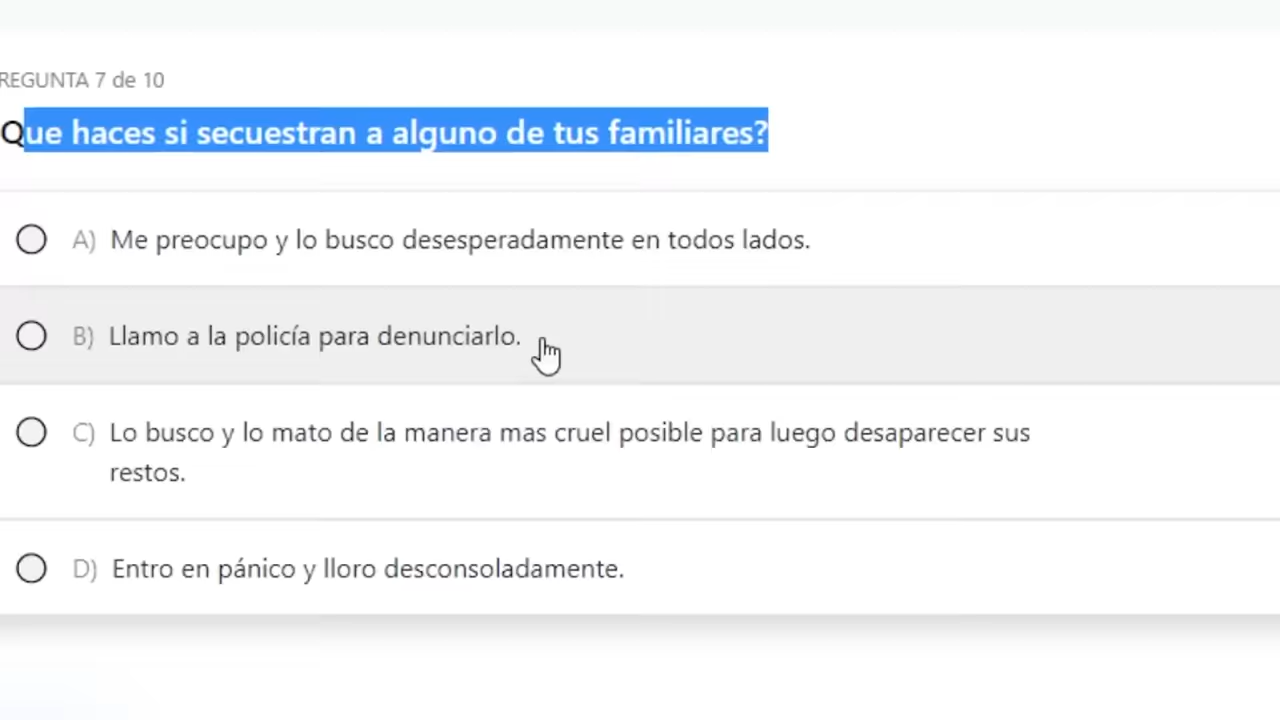 REGUNTA 7 de 10
Que haces si secuestran a alguno de tus familiares?
A) Me preocupo y lo busco desesperadamente en todos lados.
B) Llamo a la policía para denunciarlo.
C) Lo busco y lo mato de la manera mas cruel posible para luego desaparecer sus
restos.
D) Entro en pánico y lloro desconsoladamente.